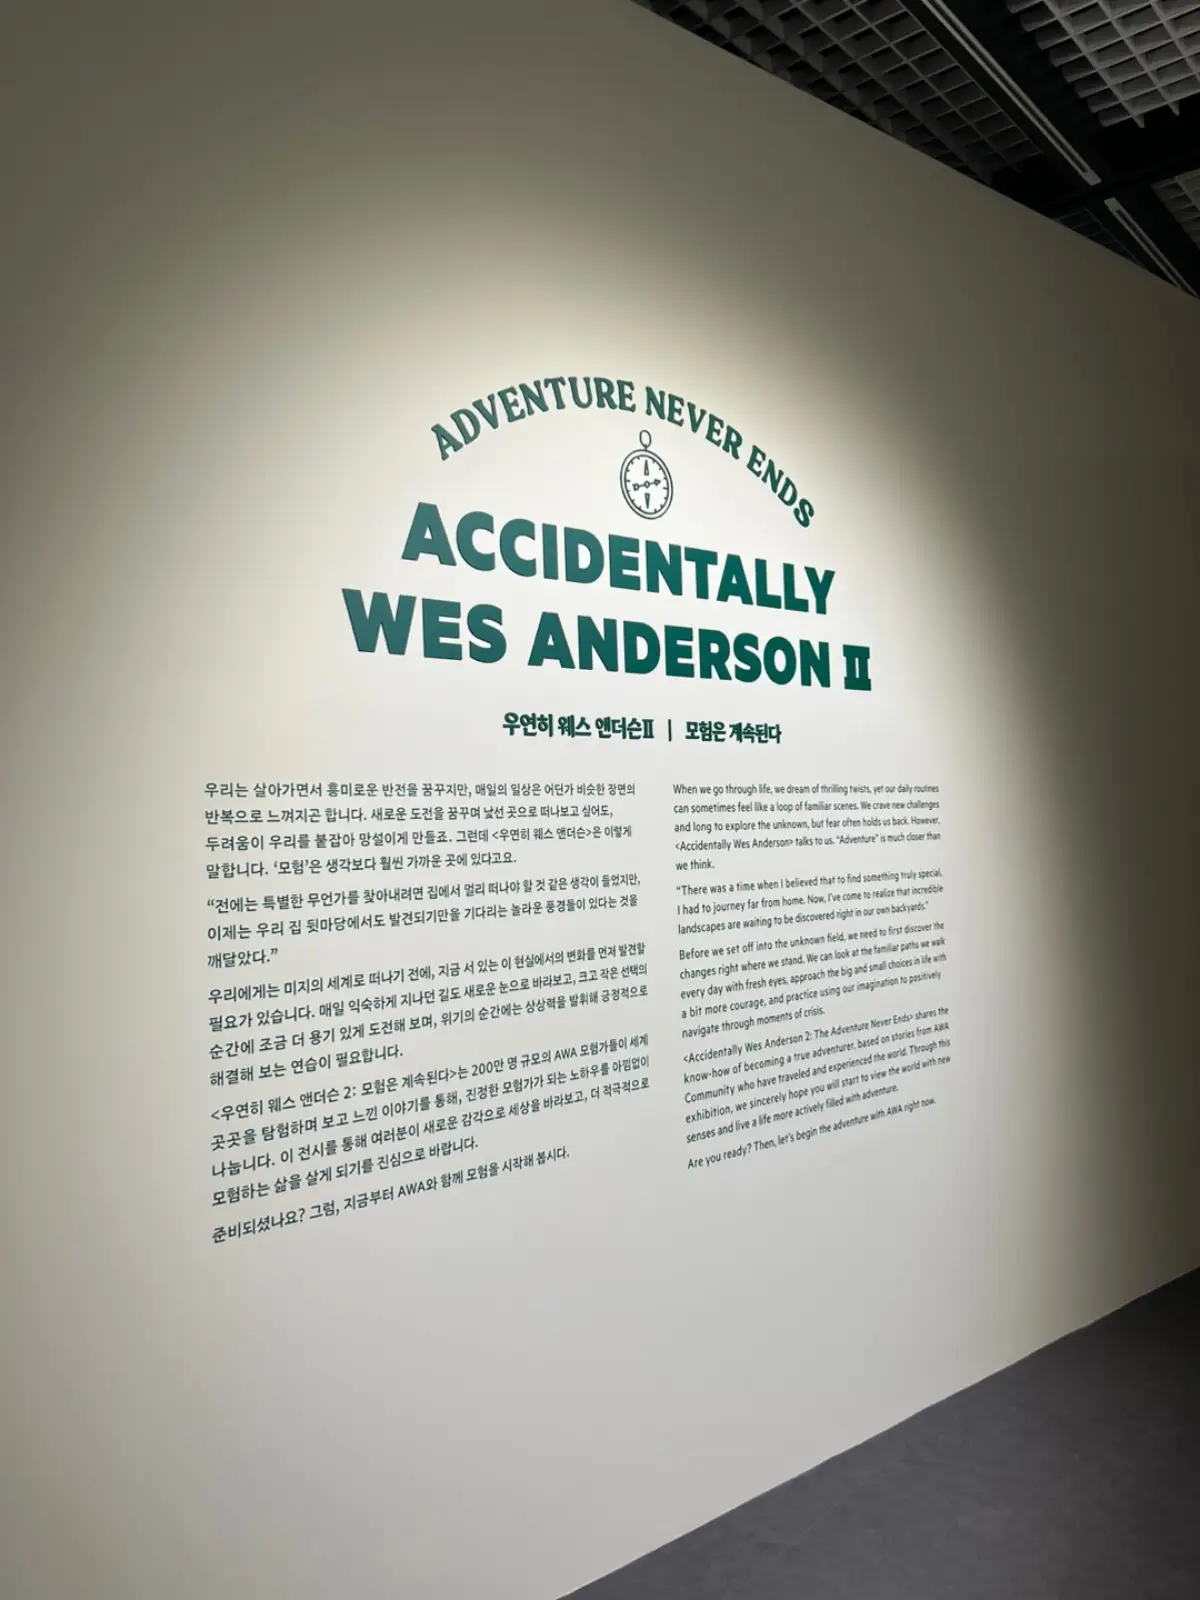 ADVENTURE NEVER ENDS
ACCIDENTALLY
WES ANDERSON II
우연히 웨스 앤더슨II | 모험은 계속된다
우리는 살아가면서 흥미로운 반전을 꿈꾸지만, 매일의 일상은 어딘가 비슷한 장면의
반복으로 느껴지곤 합니다. 새로운 도전을 꿈꾸며 낯선 곳으로 떠나보고 싶어도,
두려움이 우리를 붙잡아 망설이게 만들죠. 그런데 <우연히 웨스 앤더슨>은 이렇게
말합니다. ‘모험’은 생각보다 훨씬 가까운 곳에 있다고요.
“전에는 특별한 무언가를 찾아내려면 집에서 멀리 떠나야 할 것 같은 생각이 들었지만,
이제는 우리 집 뒷마당에서도 발견되기만을 기다리는 놀라운 풍경들이 있다는 것을
깨달았다.”
우리에게는 미지의 세계로 떠나기 전에, 지금 서 있는 이 현실에서의 변화를 먼저 발견할
필요가 있습니다. 매일 익숙하게 지나던 길도 새로운 눈으로 바라보고, 크고 작은 선택의
순간에 조금 더 용기 있게 도전해 보며, 위기의 순간에는 상상력을 발휘해 긍정적으로
해결해 보는 연습이 필요합니다.
<우연히 웨스 앤더슨 2: 모험은 계속된다>는 200만 명 규모의 AWA 모험가들이 세계
곳곳을 탐험하며 보고 느낀 이야기를 통해, 진정한 모험가가 되는 노하우를 아낌없이
나눕니다. 이 전시를 통해 여러분이 새로운 감각으로 세상을 바라보고, 더 적극적으로
모험하는 삶을 살게 되기를 진심으로 바랍니다.
준비되셨나요? 그럼, 지금부터 AWA와 함께 모험을 시작해 봅시다.
When we go through life, we dream of thrilling twists, yet our daily routines
can sometimes feel like a loop of familiar scenes. We crave new challenges
and long to explore the unknown, but fear often holds us back. However,
<Accidentally Wes Anderson> talks to us. “Adventure” is much closer than
we think.
“There was a time when I believed that to find something truly special,
I had to journey far from home. Now, I’ve come to realize that incredible
landscapes are waiting to be discovered right in our own backyards.”
Before we set off into the unknown field, we need to first discover the
changes right where we stand. We can look at the familiar paths we walk
every day with fresh eyes, approach the big and small choices in life with
a bit more courage, and practice using our imagination to positively
navigate through moments of crisis.
<Accidentally Wes Anderson 2: The Adventure Never Ends> shares the
know-how of becoming a true adventurer, based on stories from AWA
Community who have traveled and experienced the world. Through this
exhibition, we sincerely hope you will start to view the world with new
senses and live a life more actively filled with adventure.
Are you ready? Then, let’s begin the adventure with AWA right now.